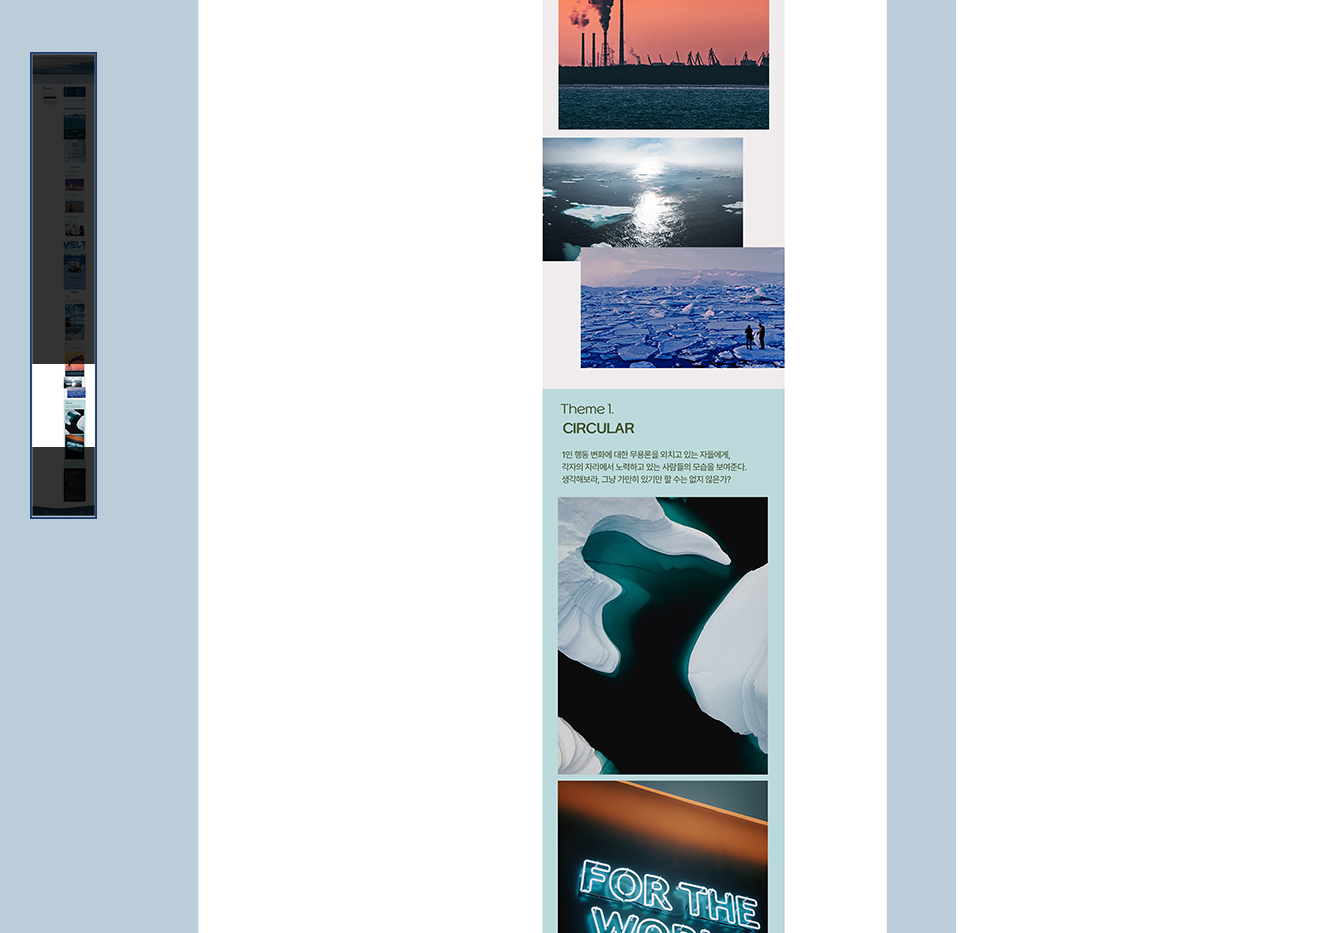 Theme 1.
CIRCULAR
1인 행동 변화에 대한 무용론을 외치고 있는 자들에게,
각자의 자리에서 노력하고 있는 사람들의 모습을 보여준다.
생각해보라, 그냥 가만히 있기만 할 수는 없지 않은가?
FOR THE